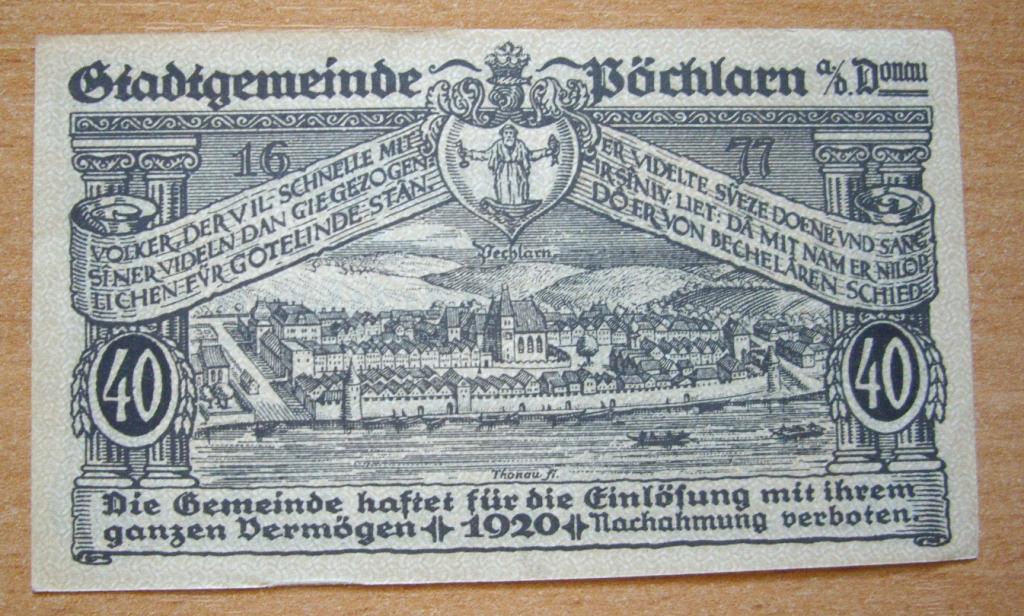 Stadtgemeinde Pöchlarn a/d. Donau
16 77
VOLKER, DER VIL-SCHNELLE MIT
SINER VIDELN DAN GIE GEZOGEN-
LICHEN FÜR GOTELINDE STAN.
ER VIDELTE SVEZE DOENE VND SANC
IR SINIV LIET: DA MIT NAM ER NILOP
DO ER VON BECHELAREN SCHIED
Pechlarn.
40 40
Thonau fl.
Die Gemeinde haftet für die Einlösung mit ihrem
ganzen Vermögen 1920 Nachahmung verboten.